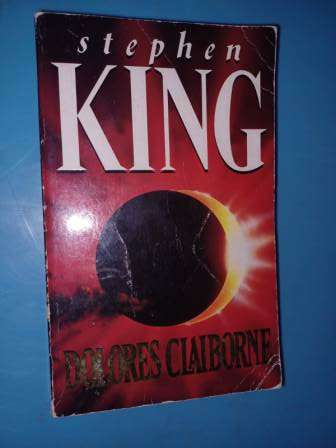 stephen
KING
DOLORES CLAIBORNE